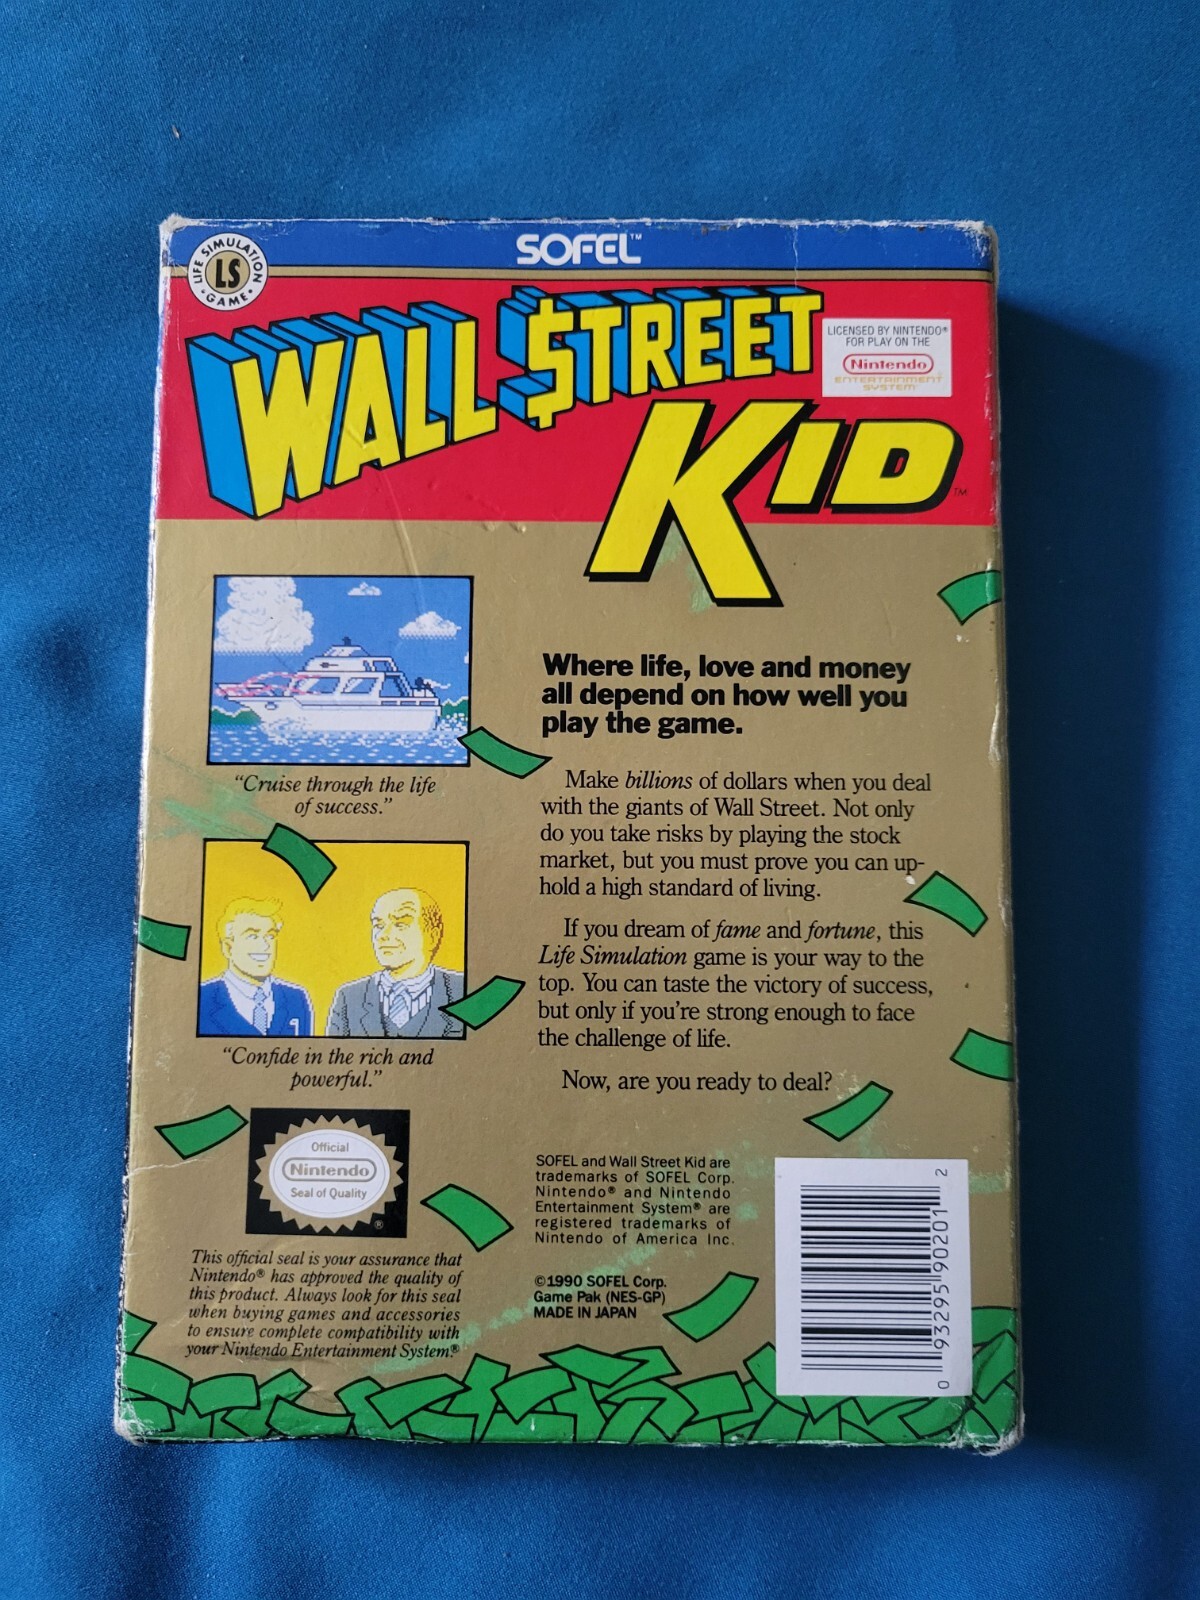 SOFEL™
LIFE SIMULATION
LS
• GAME •
WALL $TREET
KID™
LICENSED BY NINTENDO®
FOR PLAY ON THE
Nintendo
ENTERTAINMENT
SYSTEM®
"Cruise through the life
of success."
"Confide in the rich and
powerful."
Official
Nintendo
Seal of Quality
®
This official seal is your assurance that
Nintendo® has approved the quality of
this product. Always look for this seal
when buying games and accessories
to ensure complete compatibility with
your Nintendo Entertainment System®.
Where life, love and money
all depend on how well you
play the game.
Make billions of dollars when you deal
with the giants of Wall Street. Not only
do you take risks by playing the stock
market, but you must prove you can up-
hold a high standard of living.
If you dream of fame and fortune, this
Life Simulation game is your way to the
top. You can taste the victory of success,
but only if you're strong enough to face
the challenge of life.
Now, are you ready to deal?
SOFEL and Wall Street Kid are
trademarks of SOFEL Corp.
Nintendo® and Nintendo
Entertainment System® are
registered trademarks of
Nintendo of America Inc.
©1990 SOFEL Corp.
Game Pak (NES-GP)
MADE IN JAPAN
0 93295 90201 2